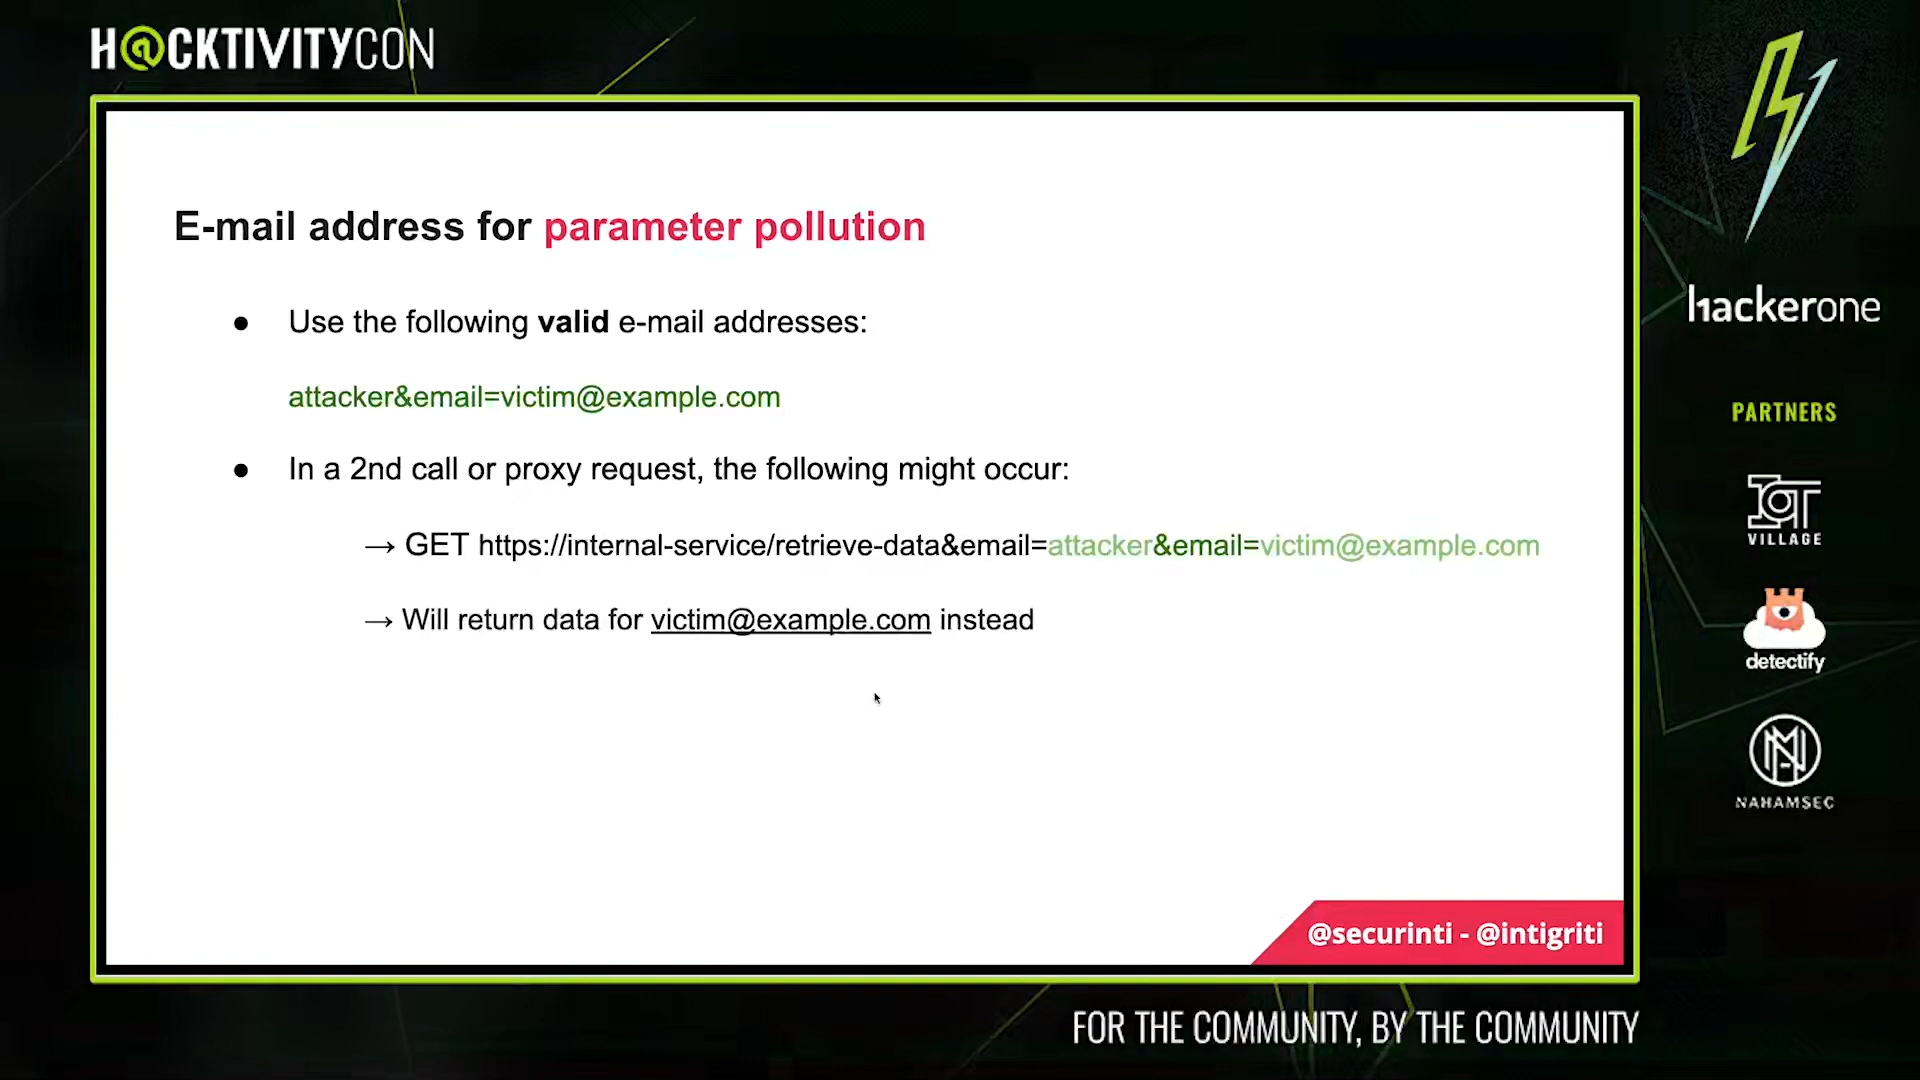 H@CKTIVITYCON
E-mail address for parameter pollution
● Use the following valid e-mail addresses:
attacker&email=victim@example.com
● In a 2nd call or proxy request, the following might occur:
→ GET https://internal-service/retrieve-data&email=attacker&email=victim@example.com
→ Will return data for victim@example.com instead
@securinti - @intigriti
hackerone
PARTNERS
IOT
VILLAGE
detectify
NAHAMSEC
FOR THE COMMUNITY, BY THE COMMUNITY